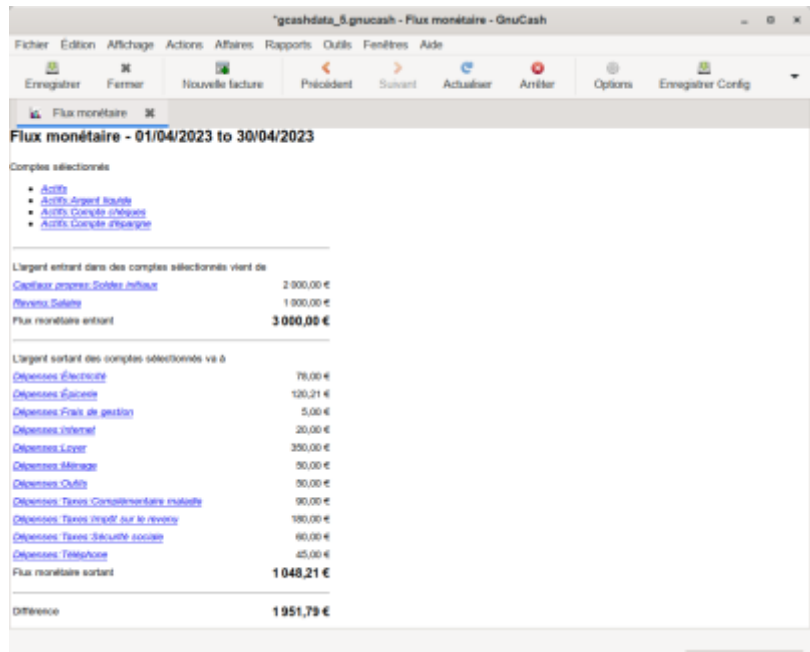 *gcashdata_5.gnucash - Flux monétaire - GnuCash
Fichier Édition Affichage Actions Affaires Rapports Outils Fenêtres Aide
Enregistrer Fermer Nouvelle facture Précédent Suivant Actualiser Arrêter Options Enregistrer Config
Flux monétaire
Flux monétaire - 01/04/2023 to 30/04/2023
Comptes sélectionnés
Actifs
Actifs:Argent liquide
Actifs:Compte chèques
Actifs:Compte d'épargne
L'argent entrant dans des comptes sélectionnés vient de
Capitaux propres:Soldes initiaux 2 000,00 €
Revenu:Salaire 1 000,00 €
Flux monétaire entrant 3 000,00 €
L'argent sortant des comptes sélectionnés va à
Dépenses:Électricité 78,00 €
Dépenses:Épicerie 120,21 €
Dépenses:Frais de gestion 5,00 €
Dépenses:Internet 20,00 €
Dépenses:Loyer 350,00 €
Dépenses:Ménage 50,00 €
Dépenses:Outils 50,00 €
Dépenses:Taxes:Complémentaire maladie 90,00 €
Dépenses:Taxes:Impôt sur le revenu 180,00 €
Dépenses:Taxes:Sécurité sociale 60,00 €
Dépenses:Téléphone 45,00 €
Flux monétaire sortant 1 048,21 €
Différence 1 951,79 €